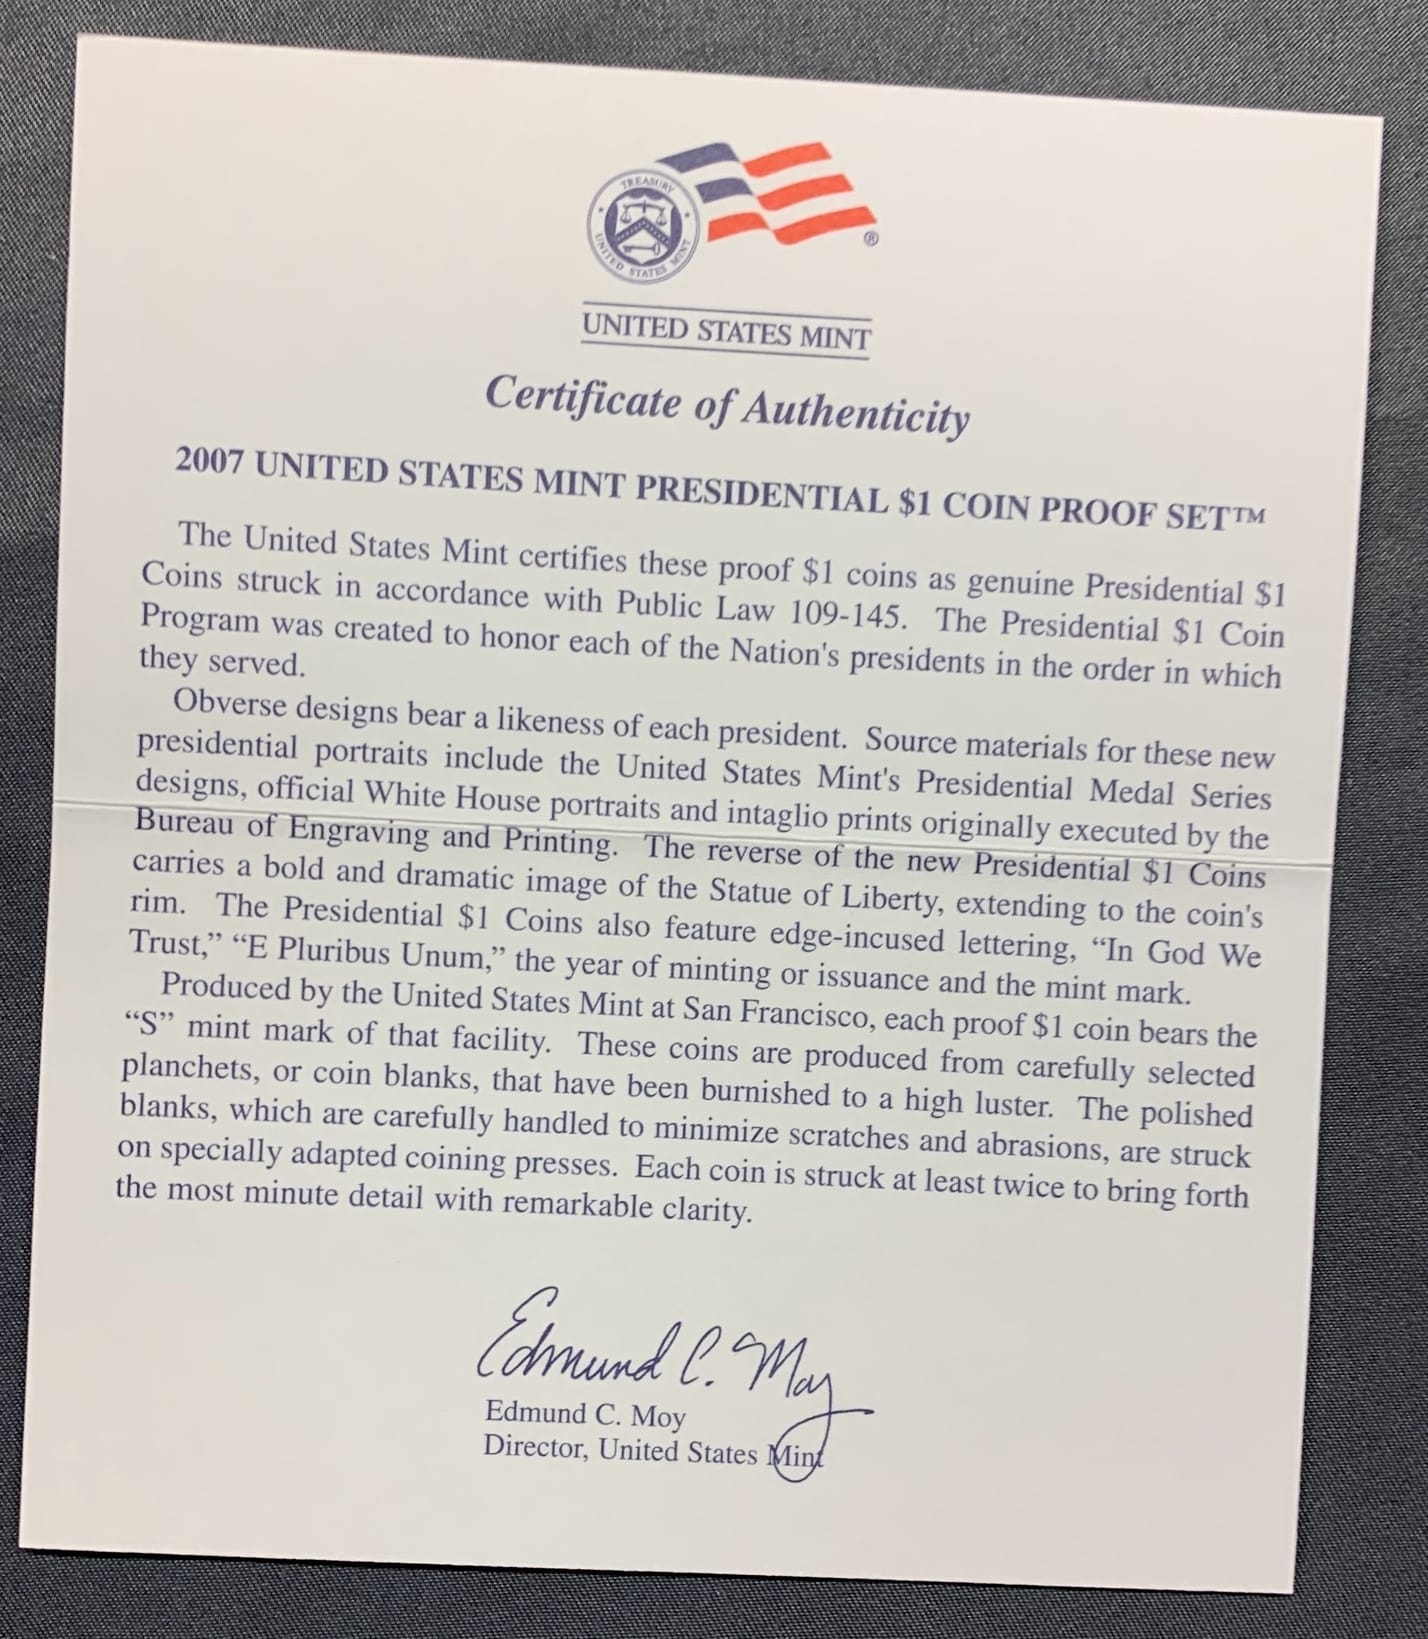 TREASURY
UNITED STATES MINT
®
UNITED STATES MINT
Certificate of Authenticity
2007 UNITED STATES MINT PRESIDENTIAL $1 COIN PROOF SET™
The United States Mint certifies these proof $1 coins as genuine Presidential $1
Coins struck in accordance with Public Law 109-145. The Presidential $1 Coin
Program was created to honor each of the Nation's presidents in the order in which
they served.
Obverse designs bear a likeness of each president. Source materials for these new
presidential portraits include the United States Mint's Presidential Medal Series
designs, official White House portraits and intaglio prints originally executed by the
Bureau of Engraving and Printing. The reverse of the new Presidential $1 Coins
carries a bold and dramatic image of the Statue of Liberty, extending to the coin's
rim. The Presidential $1 Coins also feature edge-incused lettering, “In God We
Trust,” “E Pluribus Unum,” the year of minting or issuance and the mint mark.
Produced by the United States Mint at San Francisco, each proof $1 coin bears the
“S” mint mark of that facility. These coins are produced from carefully selected
planchets, or coin blanks, that have been burnished to a high luster. The polished
blanks, which are carefully handled to minimize scratches and abrasions, are struck
on specially adapted coining presses. Each coin is struck at least twice to bring forth
the most minute detail with remarkable clarity.
Edmund C. Moy
Edmund C. Moy
Director, United States Mint